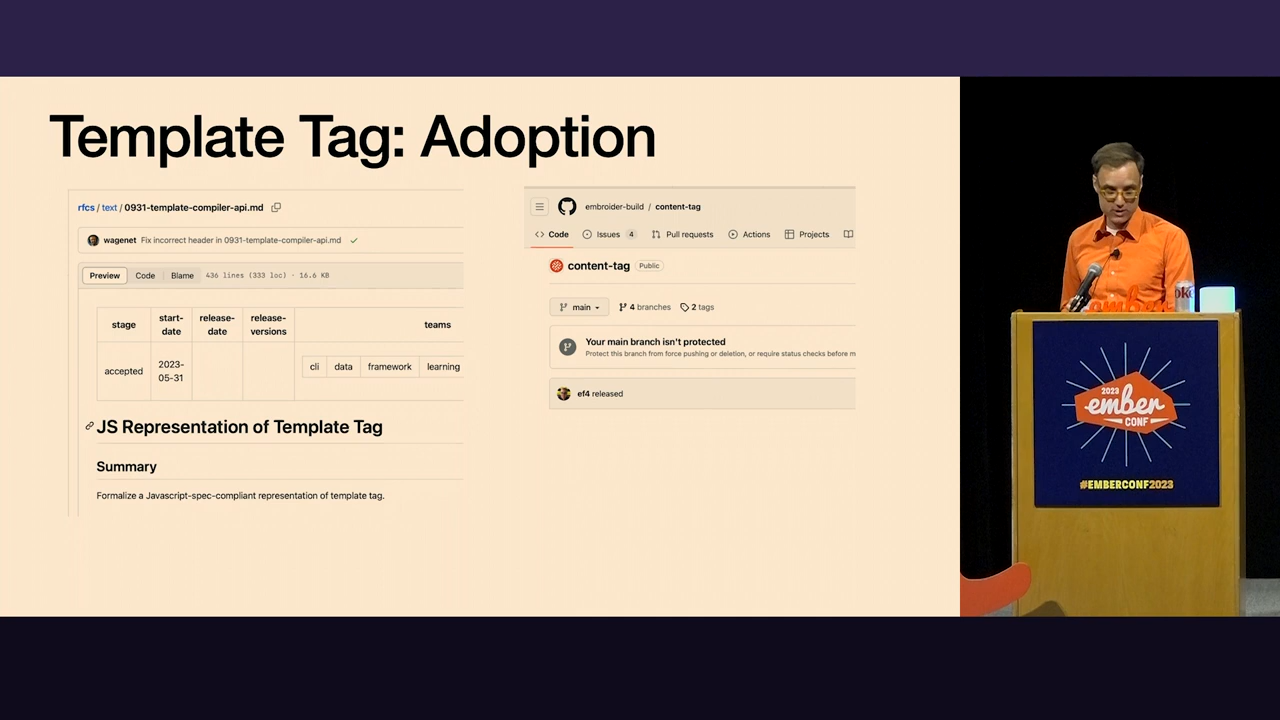 Template Tag: Adoption
rfcs / text / 0931-template-compiler-api.md
wagenet Fix incorrect header in 0931-template-compiler-api.md
Preview Code Blame 436 lines (333 loc) · 16.6 KB
stage start-date release-date release-versions teams
accepted 2023-05-31 cli data framework learning
JS Representation of Template Tag
Summary
Formalize a Javascript-spec-compliant representation of template tag.
embroider-build / content-tag
Code Issues 4 Pull requests Actions Projects
content-tag Public
main 4 branches 2 tags
Your main branch isn't protected
Protect this branch from force pushing or deletion, or require status checks before m
ef4 released
ember
oke
2023
ember
CONF
#EMBERCONF2023